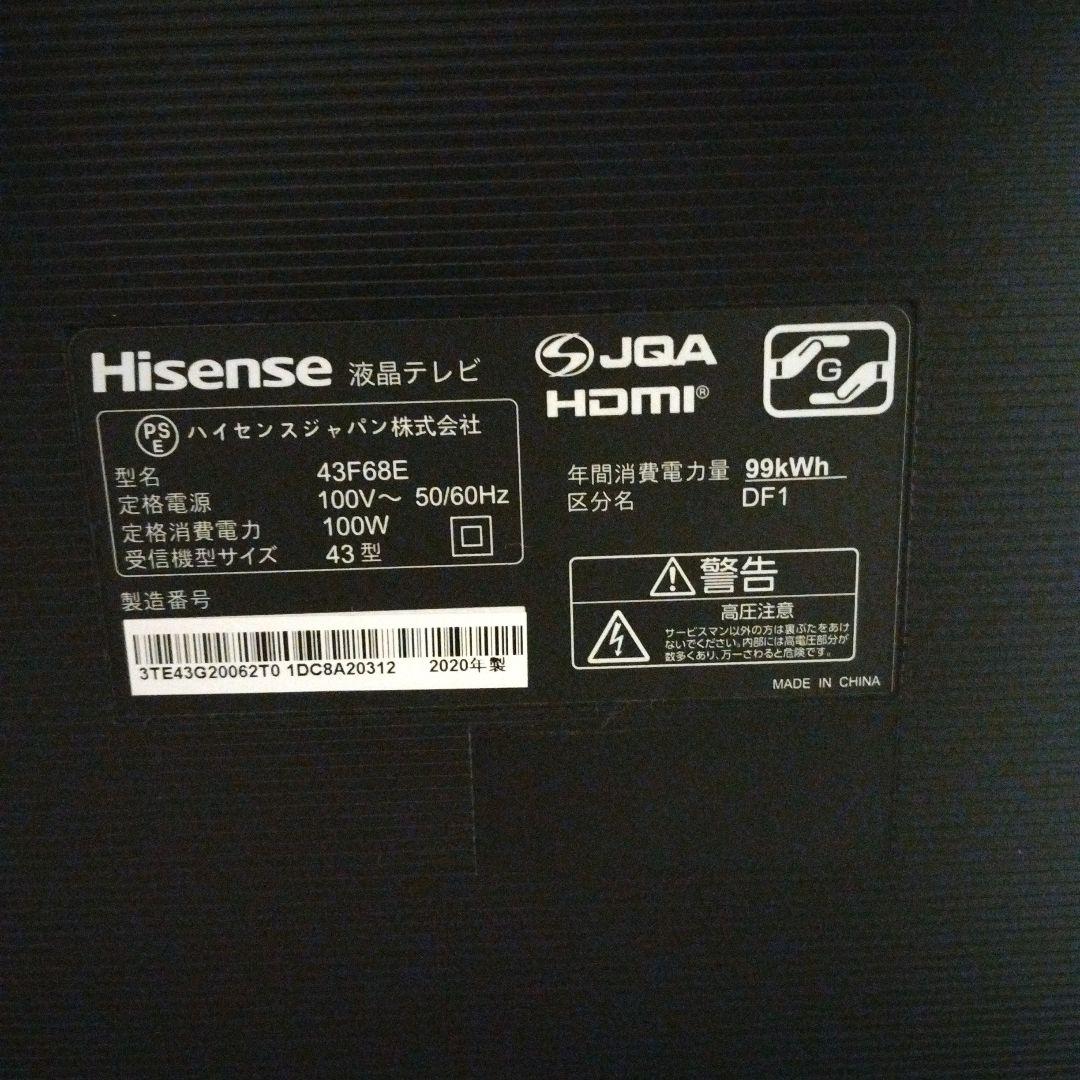 Hisense 液晶テレビ
PS
E
ハイセンスジャパン株式会社
型名 43F68E
定格電源 100V～ 50/60Hz
定格消費電力 100W
受信機型サイズ 43型
製造番号
3TE43G20062T0 1DC8A20312 2020年製
JQA
HDMI®
G
年間消費電力量 99kWh
区分名 DF1
警告
高圧注意
サービスマン以外の方は裏ぶたをあけ
ないでください。内部には高電圧部分が
数多くあり、万一さわると危険です。
MADE IN CHINA